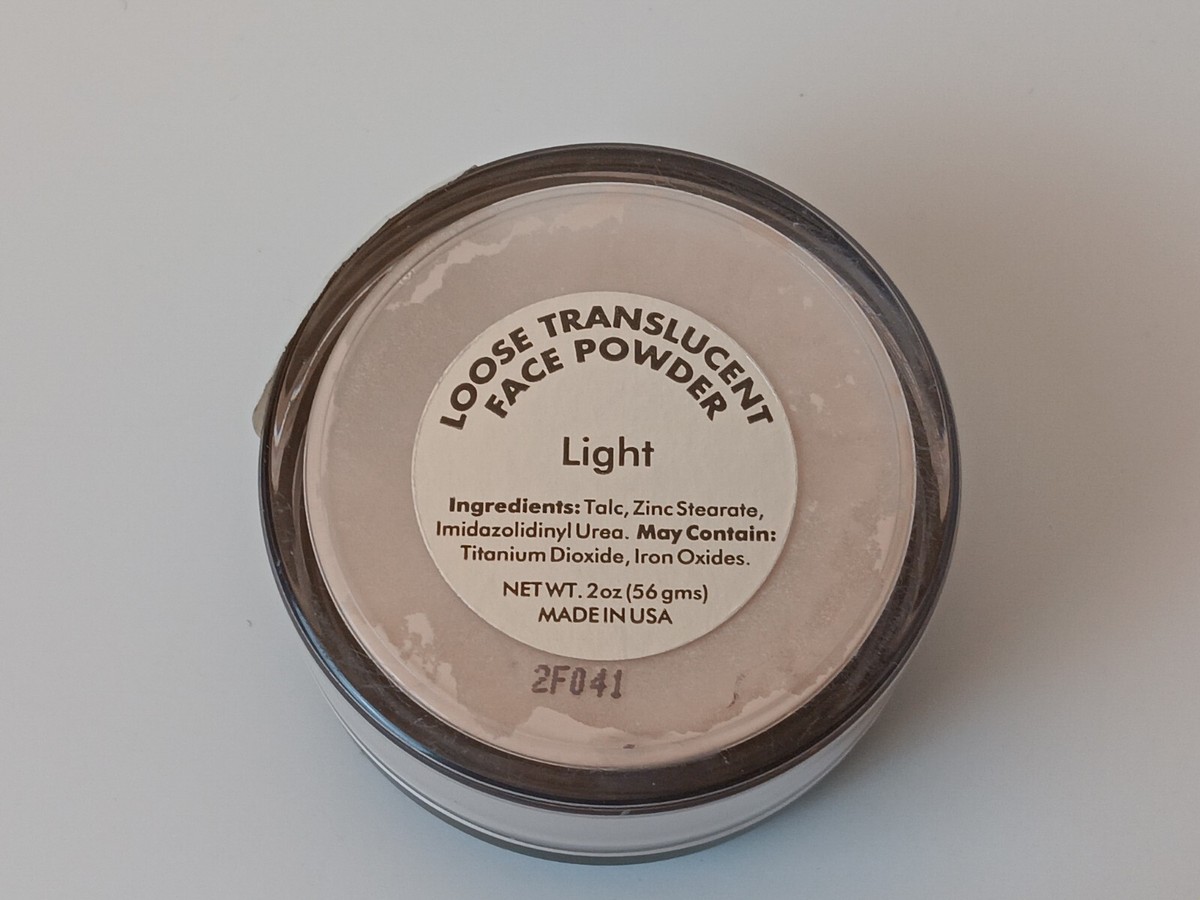 LOOSE TRANSLUCENT
FACE POWDER
Light
Ingredients: Talc, Zinc Stearate,
Imidazolidinyl Urea. May Contain:
Titanium Dioxide, Iron Oxides.
NET WT. 2oz (56 gms)
MADE IN USA
2F041